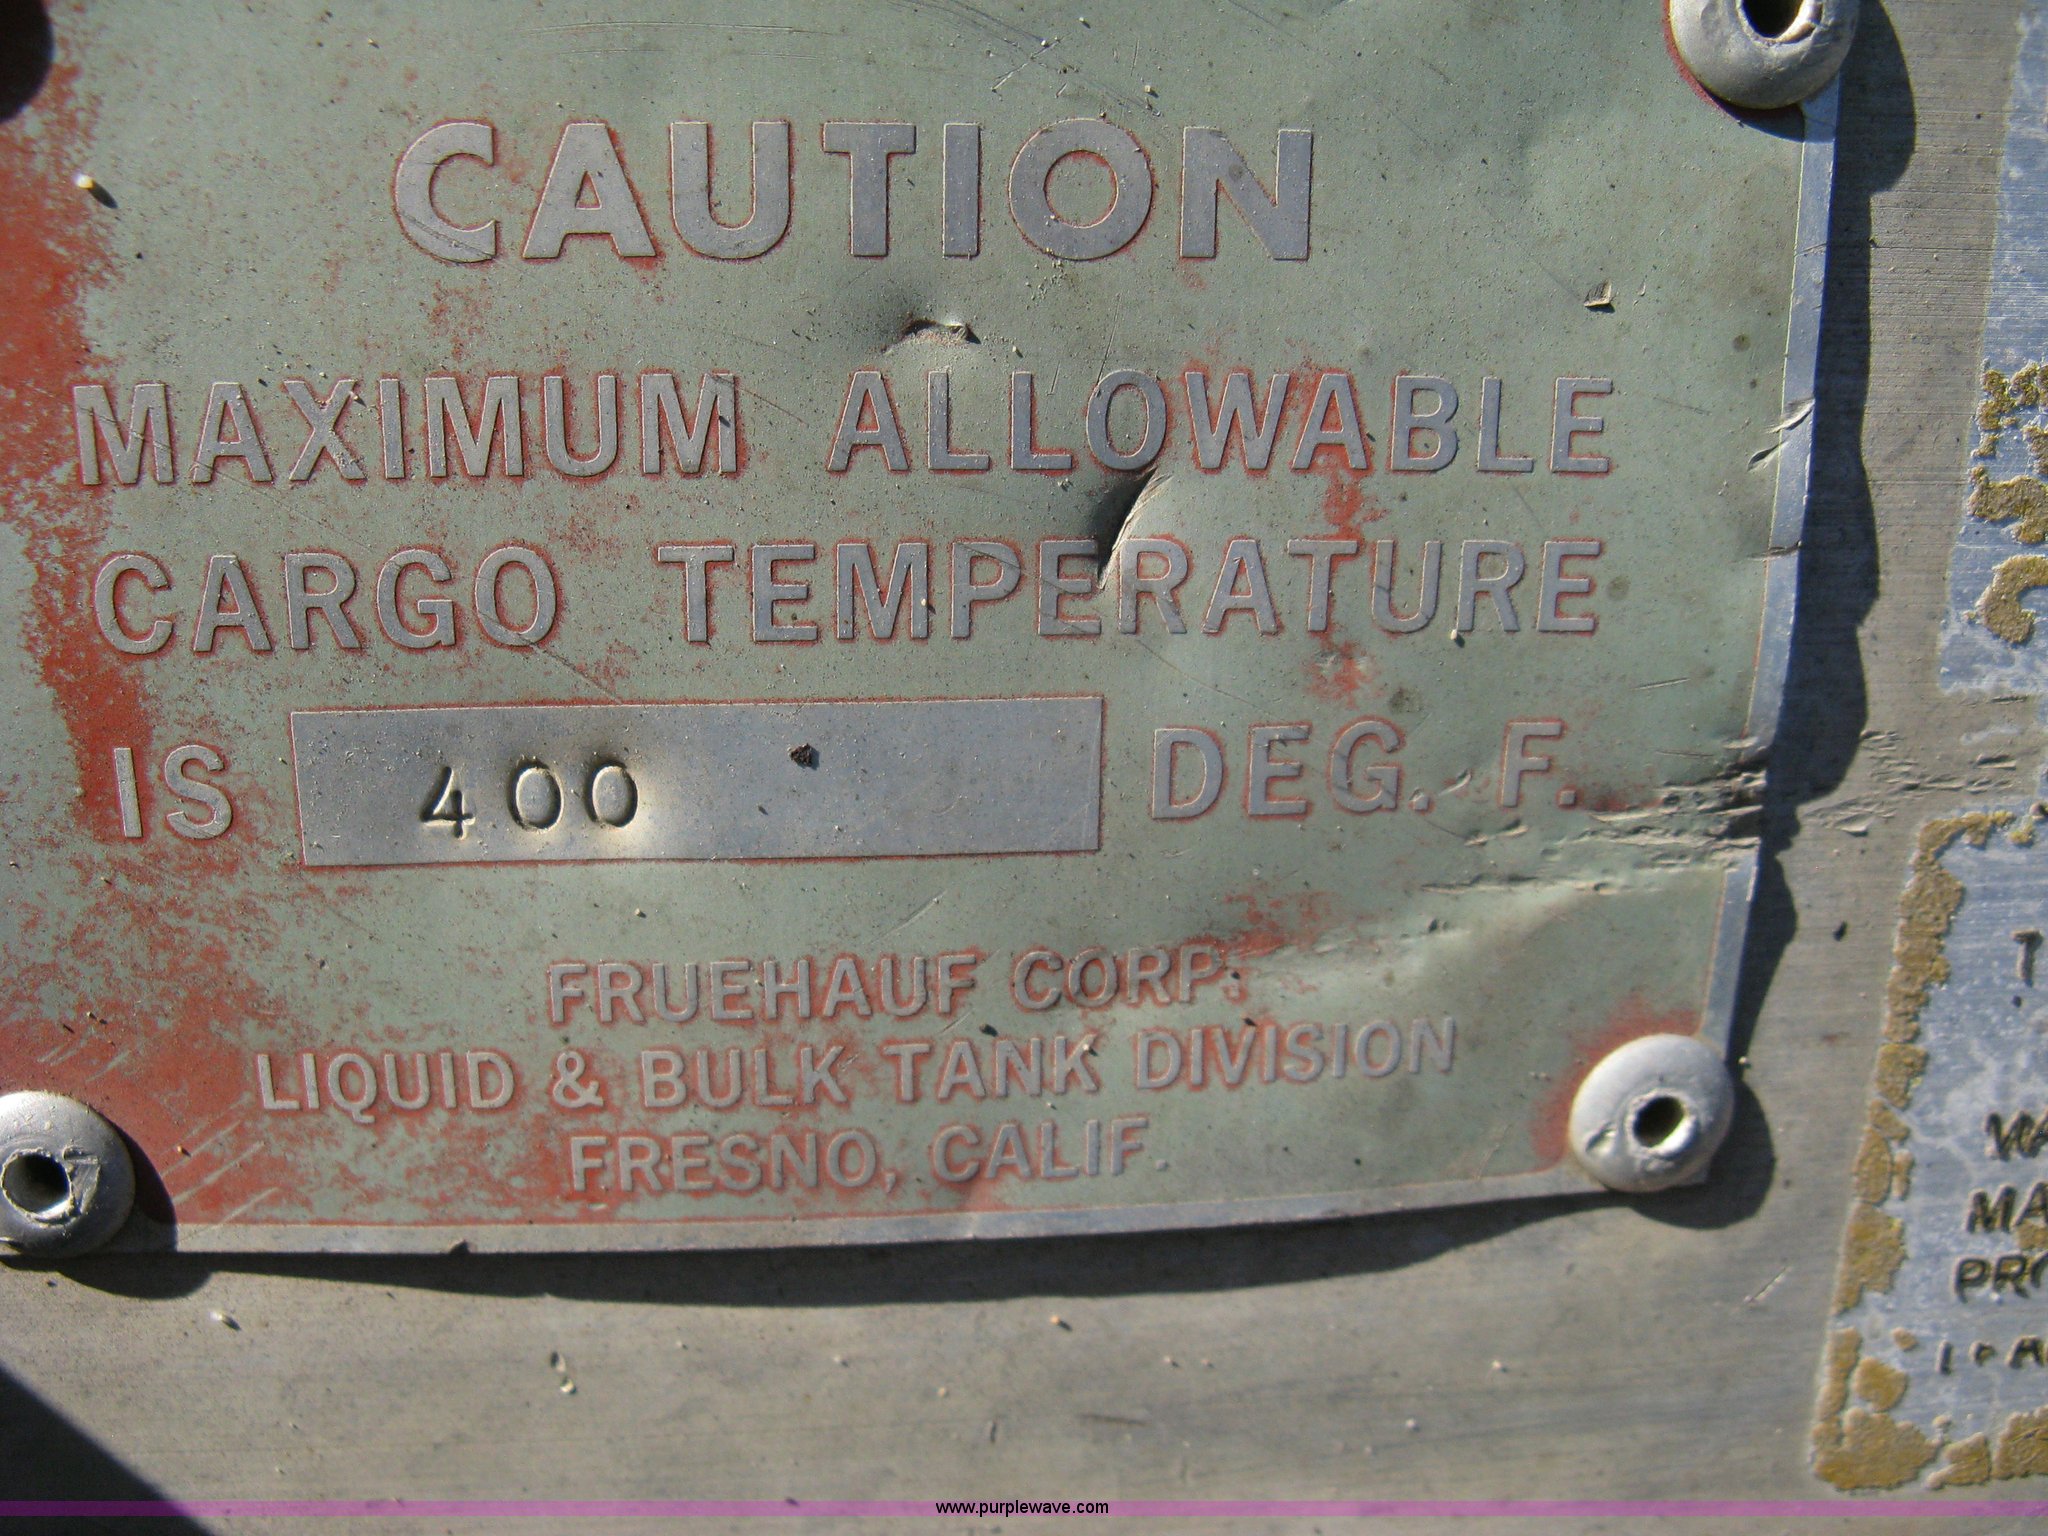 CAUTION
MAXIMUM ALLOWABLE
CARGO TEMPERATURE
IS 400 DEG. F.
FRUEHAUF CORP.
LIQUID & BULK TANK DIVISION
FRESNO, CALIF.
www.purplewave.com